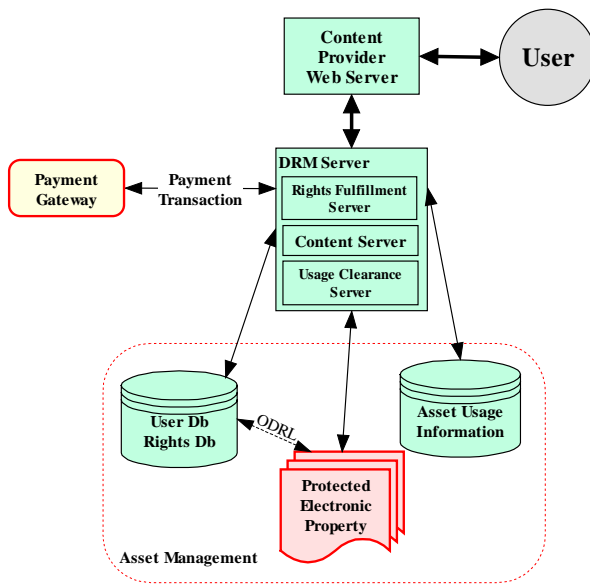 Content
Provider
Web Server
User
DRM Server
Rights Fulfillment
Server
Content Server
Usage Clearance
Server
Payment
Gateway
Payment
Transaction
User Db
Rights Db
ODRL
Asset Usage
Information
Protected
Electronic
Property
Asset Management